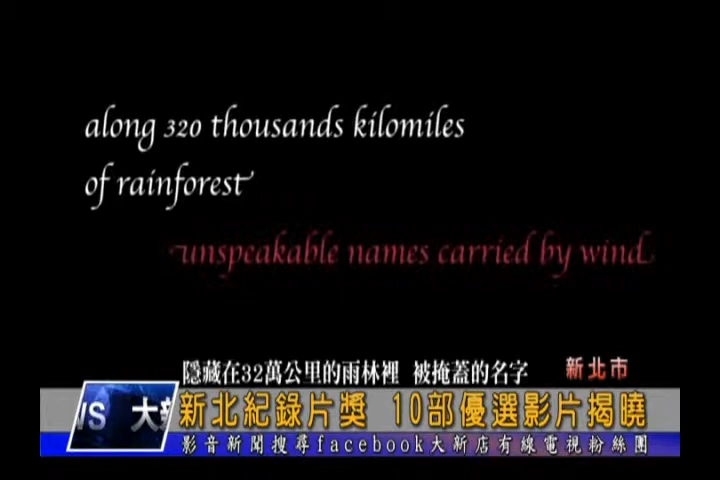 along 320 thousands kilomiles
of rainforest
unspeakable names carried by wind
隱藏在32萬公里的雨林裡 被掩蓋的名字
新北市
新北紀錄片獎 10部優選影片揭曉
影音新聞搜尋facebook大新店有線電視粉絲團